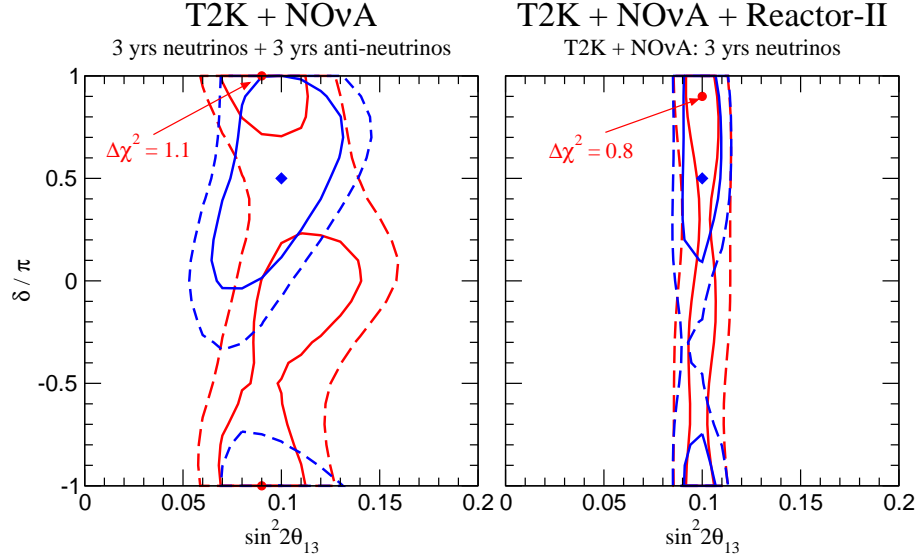 T2K + NOνA
3 yrs neutrinos + 3 yrs anti-neutrinos
T2K + NOνA + Reactor-II
T2K + NOνA: 3 yrs neutrinos
1
0.5
0
-0.5
-1
δ / π
Δχ² = 1.1
Δχ² = 0.8
0
0.05
0.1
0.15
0.2
0
0.05
0.1
0.15
0.2
sin²2θ₁₃
sin²2θ₁₃